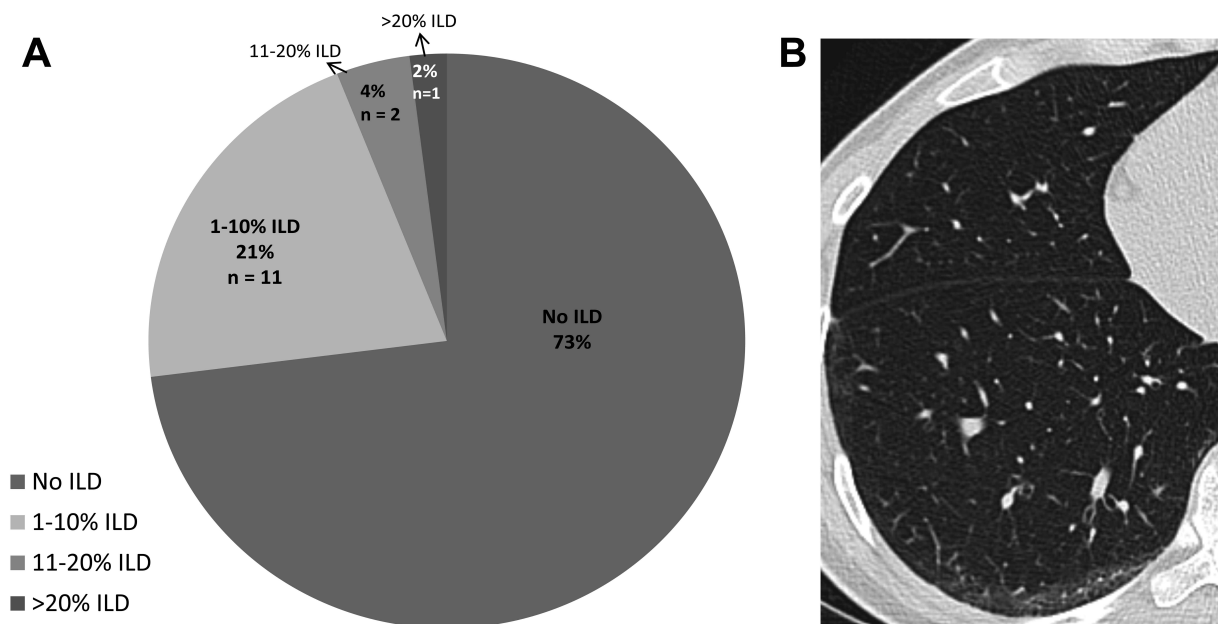 A
11-20% ILD
>20% ILD
2%
n=1
4%
n = 2
1-10% ILD
21%
n = 11
No ILD
73%
No ILD
1-10% ILD
11-20% ILD
>20% ILD
B